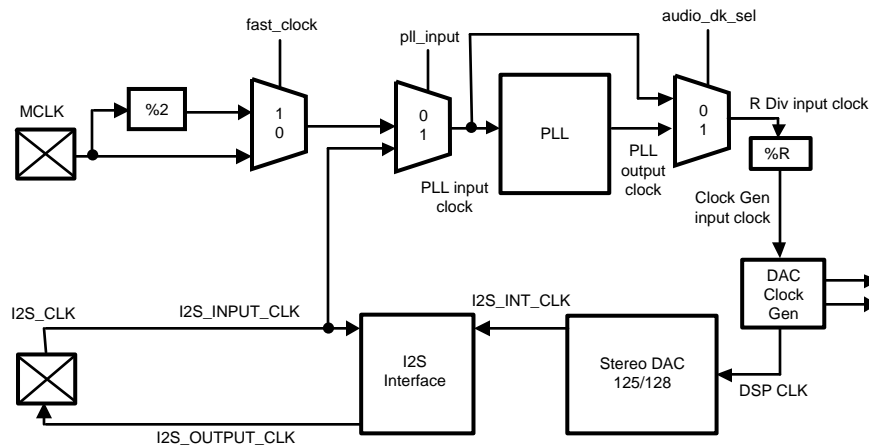 fast_clock
pll_input
audio_dk_sel
MCLK
%2
1
0
0
1
PLL
0
1
R Div input clock
%R
PLL input
clock
PLL
output
clock
Clock Gen
input clock
DAC
Clock
Gen
I2S_CLK
I2S_INPUT_CLK
I2S_INT_CLK
I2S
Interface
Stereo DAC
125/128
DSP CLK
I2S_OUTPUT_CLK